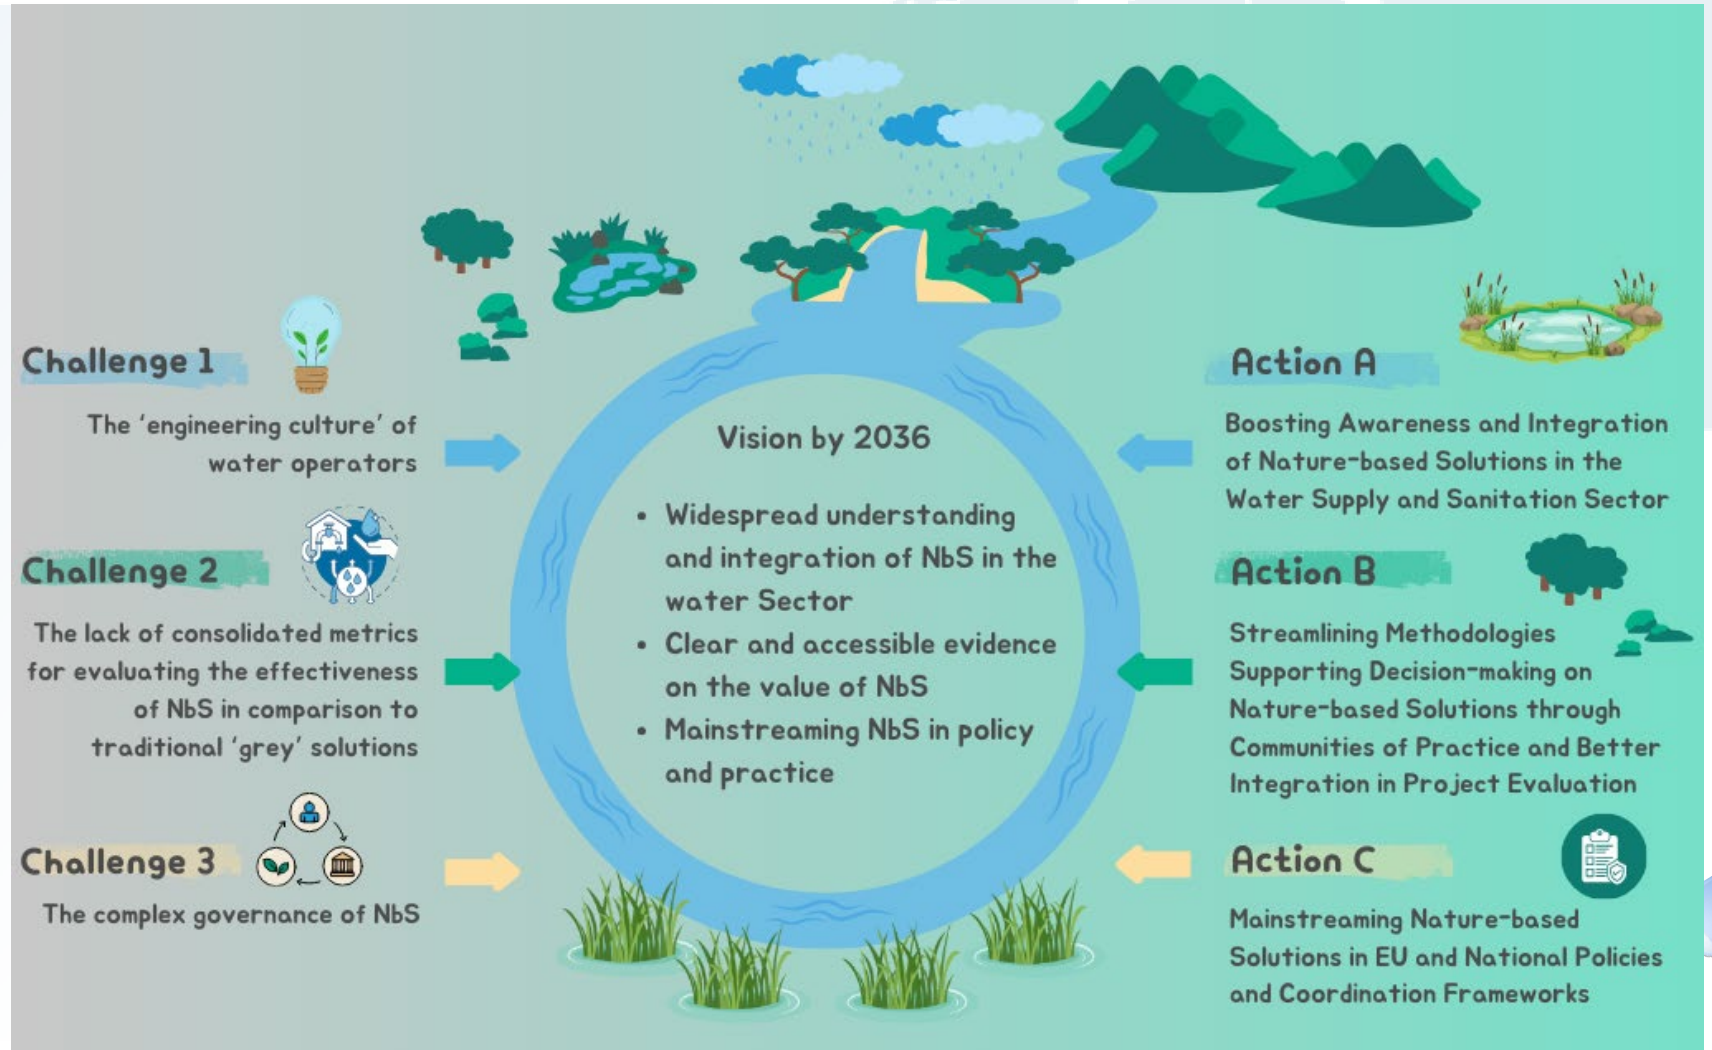 Challenge 1
The ‘engineering culture’ of
water operators
Challenge 2
The lack of consolidated metrics
for evaluating the effectiveness
of NbS in comparison to
traditional ‘grey’ solutions
Challenge 3
The complex governance of NbS
Vision by 2036
• Widespread understanding
and integration of NbS in the
water Sector
• Clear and accessible evidence
on the value of NbS
• Mainstreaming NbS in policy
and practice
Action A
Boosting Awareness and Integration
of Nature-based Solutions in the
Water Supply and Sanitation Sector
Action B
Streamlining Methodologies
Supporting Decision-making on
Nature-based Solutions through
Communities of Practice and Better
Integration in Project Evaluation
Action C
Mainstreaming Nature-based
Solutions in EU and National Policies
and Coordination Frameworks